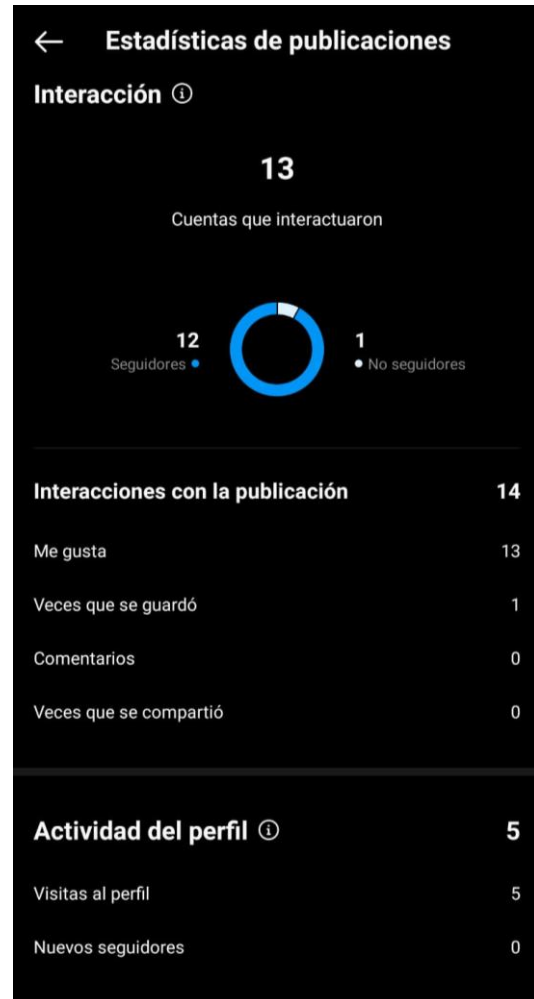 Estadísticas de publicaciones
Interacción
13
Cuentas que interactuaron
12
Seguidores
1
No seguidores
Interacciones con la publicación 14
Me gusta 13
Veces que se guardó 1
Comentarios 0
Veces que se compartió 0
Actividad del perfil 5
Visitas al perfil 5
Nuevos seguidores 0